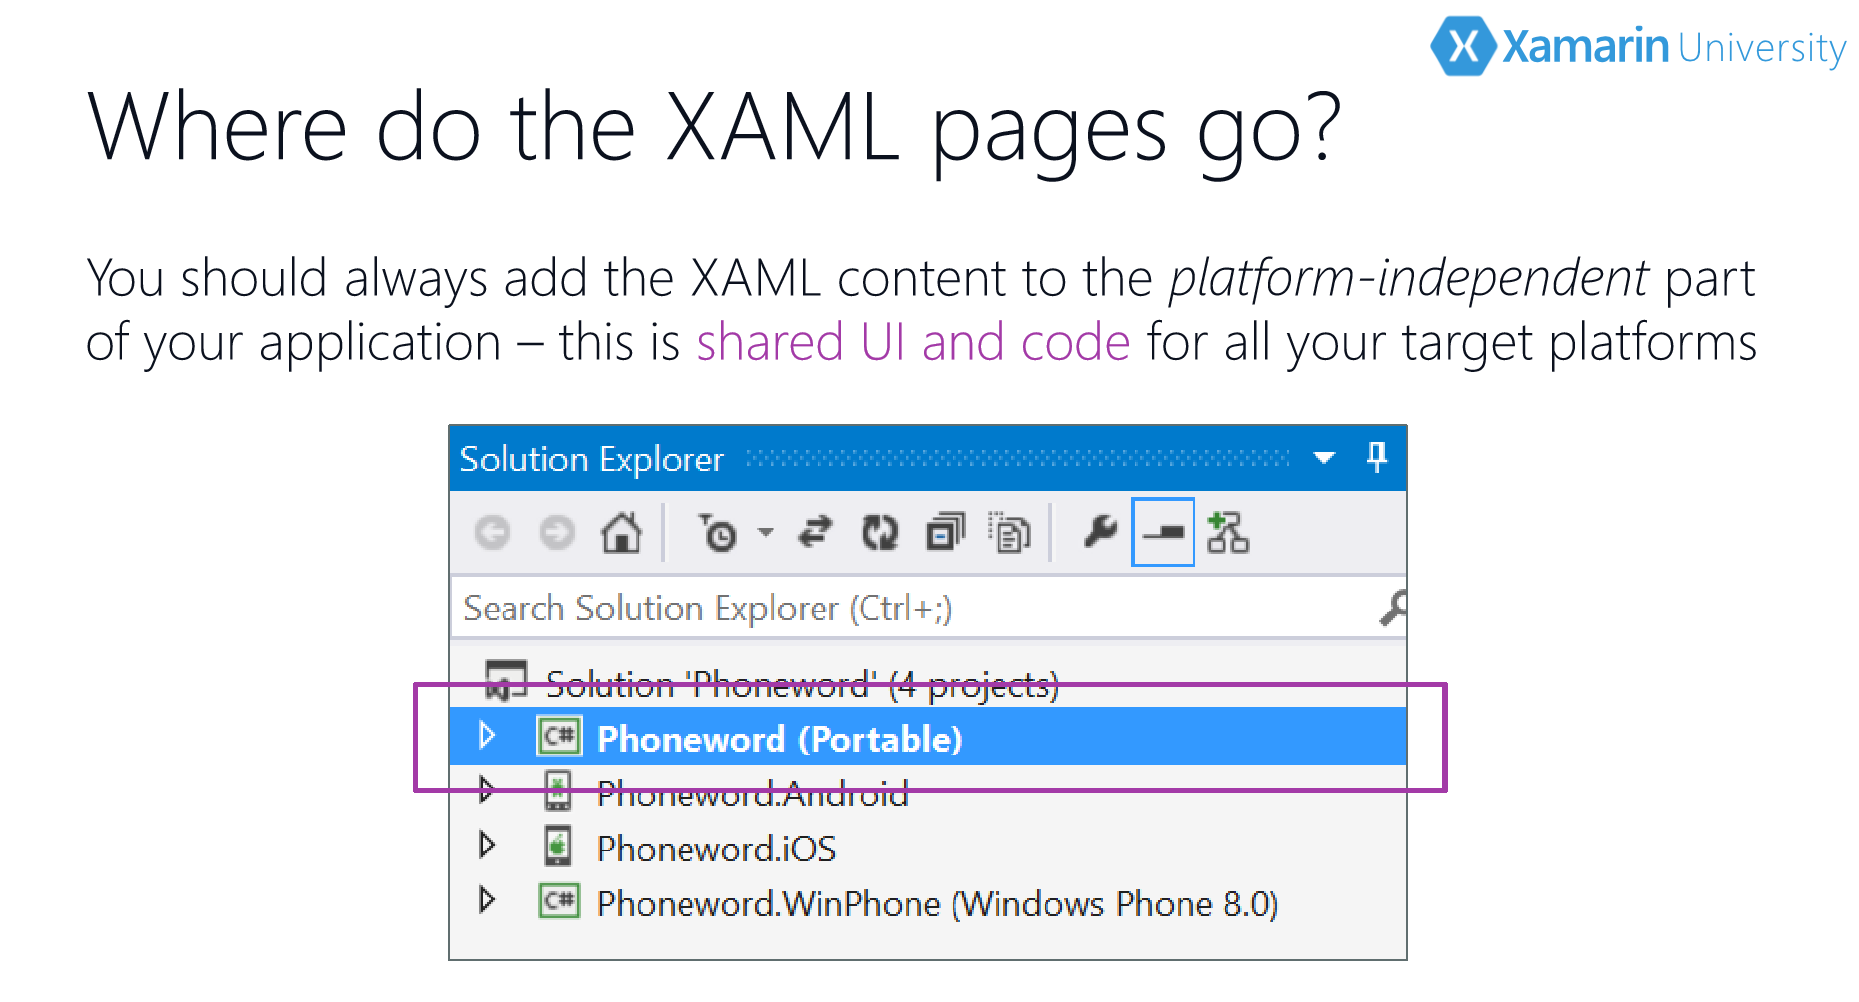 Xamarin University
Where do the XAML pages go?
You should always add the XAML content to the platform-independent part
of your application – this is shared UI and code for all your target platforms
Solution Explorer
Search Solution Explorer (Ctrl+;)
Solution 'Phoneword' (4 projects)
C# Phoneword (Portable)
Phoneword.Android
Phoneword.iOS
C# Phoneword.WinPhone (Windows Phone 8.0)